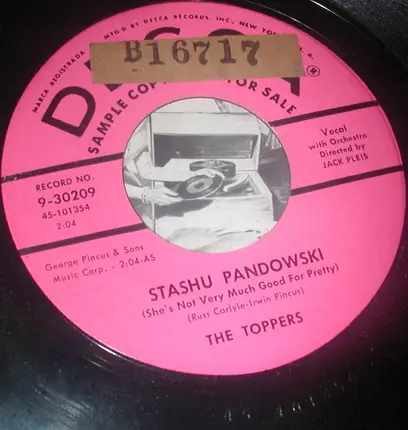 MARCA REGISTRADA MFG'D BY DECCA RECORDS, INC., NEW YORK
DECCA®
B16717
SAMPLE COPY FOR SALE
RECORD NO.
9-30209
45-101354
2:04
Vocal
with Orchestra
Directed by
JACK PLEIS
George Pincus & Sons
Music Corp. - 2:04-AS
STASHU PANDOWSKI
(She's Not Very Much Good For Pretty)
(Russ Carlyle-Irwin Pincus)
THE TOPPERS